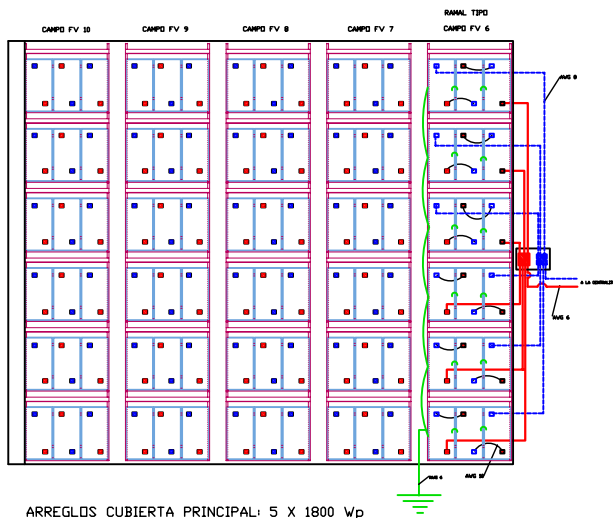 RAMAL TIPO
CAMPO FV 10 CAMPO FV 9 CAMPO FV 8 CAMPO FV 7 CAMPO FV 6
AWG 8
A LA CONTROLADOR
AWG 6
AWG 6
AWG 10
ARREGLOS CUBIERTA PRINCIPAL: 5 X 1800 Wp